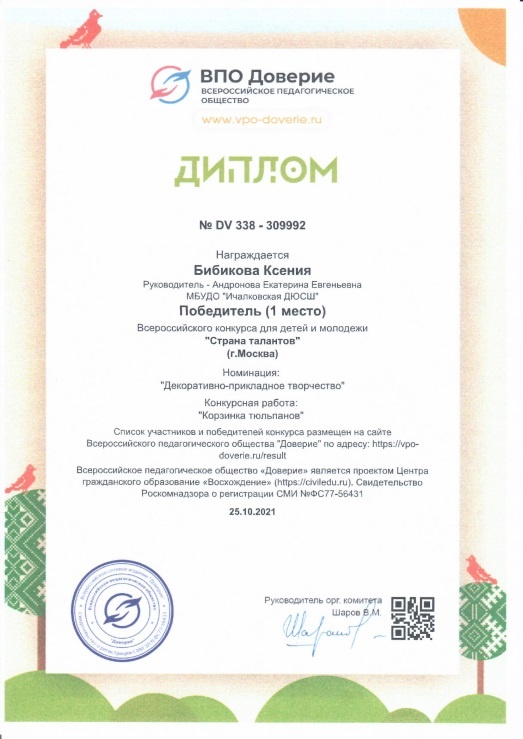 ВПО Доверие
ВСЕРОССИЙСКОЕ ПЕДАГОГИЧЕСКОЕ
ОБЩЕСТВО
www.vpo-doverie.ru
ДИПЛОМ
№ DV 338 - 309992
Награждается
Бибикова Ксения
Руководитель - Андронова Екатерина Евгеньевна
МБУДО "Ичалковская ДЮСШ"
Победитель (1 место)
Всероссийского конкурса для детей и молодежи
"Страна талантов"
(г.Москва)
Номинация:
"Декоративно-прикладное творчество"
Конкурсная работа:
"Корзинка тюльпанов"
Список участников и победителей конкурса размещен на сайте
Всероссийского педагогического общества "Доверие" по адресу: https://vpo-
doverie.ru/result
Всероссийское педагогическое общество «Доверие» является проектом Центра
гражданского образование «Восхождение» (https://civiledu.ru). Свидетельство
Роскомнадзора о регистрации СМИ №ФС77-56431
25.10.2021
Руководитель орг. комитета
Шаров В.М.
"Доверие"